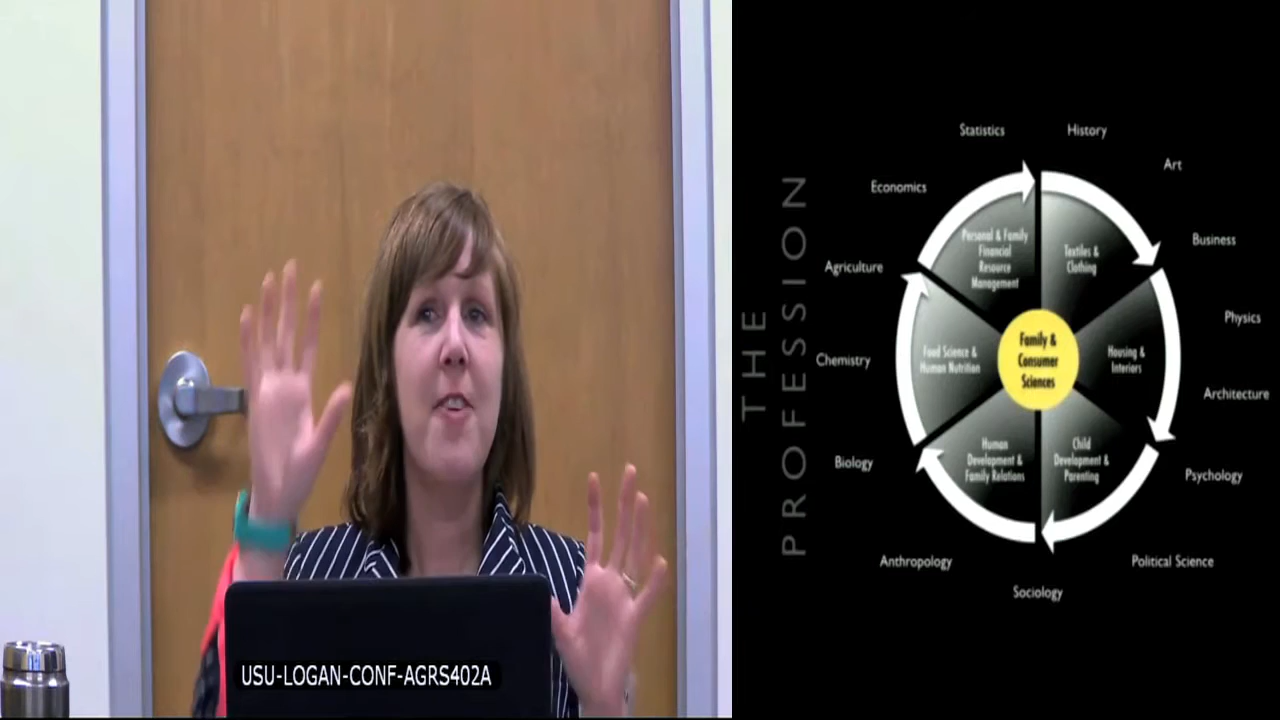 USU-LOGAN-CONF-AGRS402A
THE
PROFESSION
Statistics
History
Art
Economics
Business
Agriculture
Physics
Chemistry
Architecture
Biology
Psychology
Anthropology
Political Science
Sociology
Personal & Family
Financial
Resource
Management
Textiles &
Clothing
Food Science &
Human Nutrition
Family &
Consumer
Sciences
Housing &
Interiors
Human
Development &
Family Relations
Child
Development &
Parenting